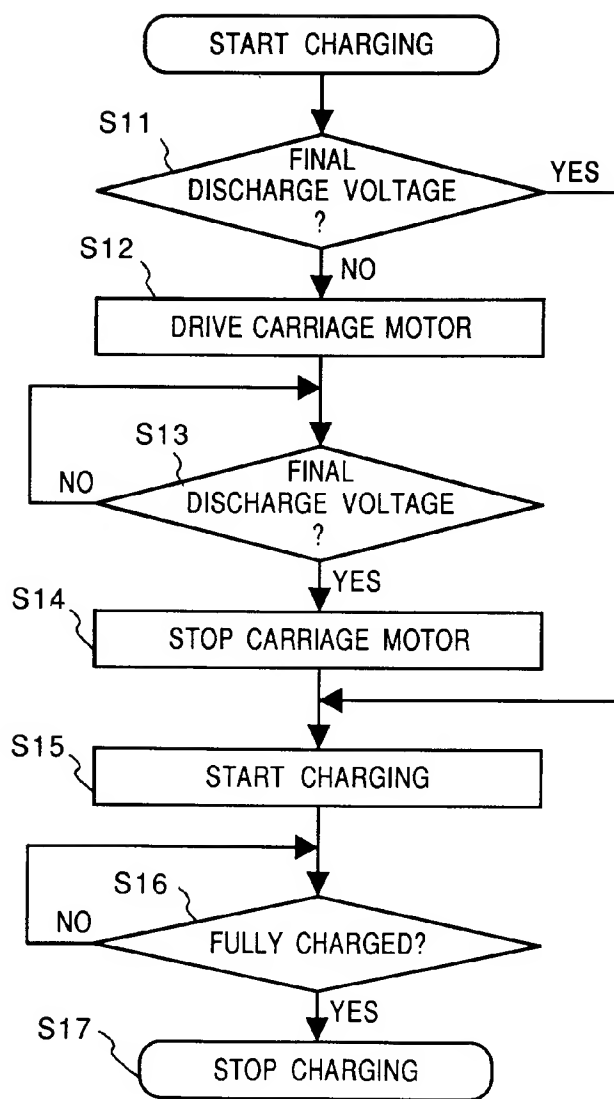 START CHARGING
S11
FINAL
DISCHARGE VOLTAGE
?
YES
S12
NO
DRIVE CARRIAGE MOTOR
S13
FINAL
DISCHARGE VOLTAGE
?
NO
YES
S14
STOP CARRIAGE MOTOR
S15
START CHARGING
S16
NO
FULLY CHARGED?
YES
S17
STOP CHARGING